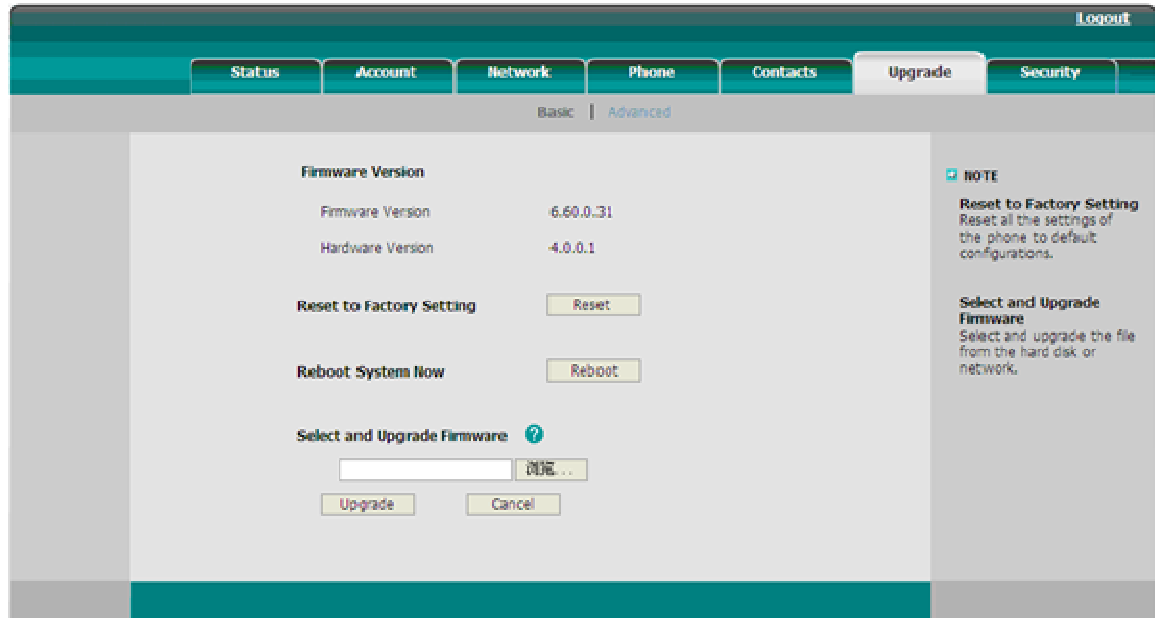 Logout
Status Account Network Phone Contacts Upgrade Security
Basic | Advanced
Firmware Version
Firmware Version 6.60.0.31
Hardware Version 4.0.0.1
Reset to Factory Setting Reset
Reboot System Now Reboot
Select and Upgrade Firmware ?
浏览...
Upgrade Cancel
NOTE
Reset to Factory Setting
Reset all the settings of
the phone to default
configurations.
Select and Upgrade
Firmware
Select and upgrade the file
from the hard disk or
network.